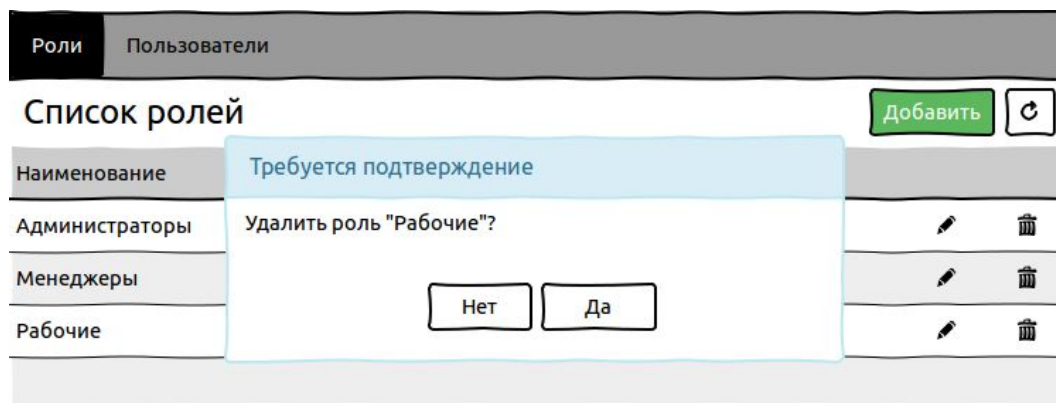 Роли Пользователи
Список ролей Добавить
Наименование
Требуется подтверждение
Администраторы
Удалить роль "Рабочие"?
Менеджеры
Нет Да
Рабочие